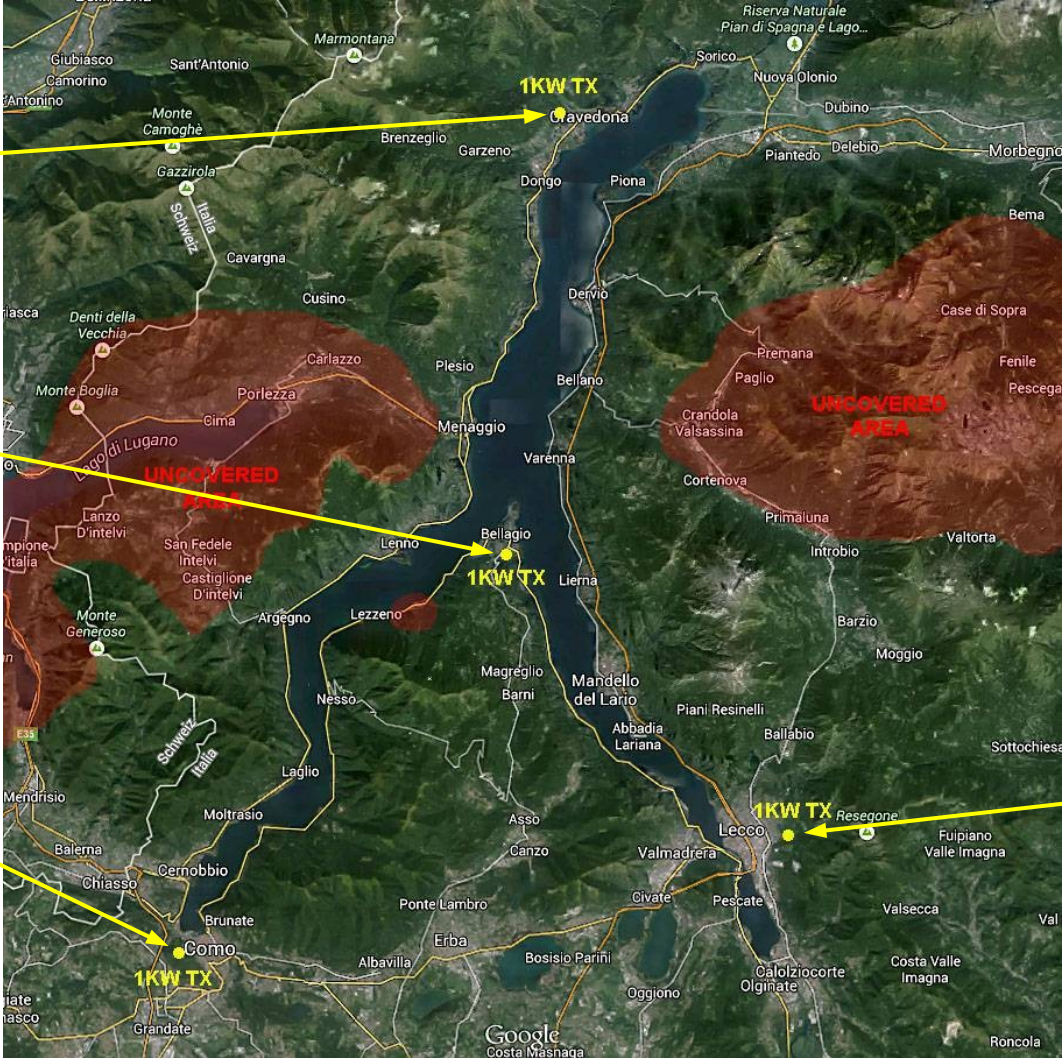 Riserva Naturale
Pian di Spagna e Lago...
Marmontana
Giubiasco
Camorino
Sant'Antonio
'Antonino
Sorico
Nuova Olonio
1KW TX
Gravedona
Dubino
Monte
Camoghè
Brenzeglio
Garzeno
Piantedo
Delebio
Morbegno
Gazzirola
Dongo
Piona
Italia
Schweiz
Bema
Cavargna
Cusino
Dervio
Case di Sopra
Denti della
Vecchia
Carlazzo
Plesio
Premana
Fenile
Monte Boglia
Porlezza
Bellano
Paglio
Pescega
Cima
Crandola
Valsassina
UNCOVERED
AREA
Menaggio
Lago di Lugano
Varenna
UNCOVERED
AREA
Cortenova
Lanzo
D'intelvi
Primaluna
Bellagio
San Fedele
Intelvi
Lenno
Introbio
Valtorta
mpione
'italia
Castiglione
D'intelvi
1KW TX
Lierna
Argegno
Lezzeno
Monte
Generoso
Barzio
Moggio
Magreglio
Barni
Mandello
del Lario
Nesso
Piani Resinelli
Schweiz
Italia
E35
Abbadia
Lariana
Ballabio
Sottochiesa
Laglio
Mendrisio
Moltrasio
Asso
1KW TX
Resegone
Lecco
Fuipiano
Valle Imagna
Balerna
Canzo
Valmadrera
Cernobbio
Chiasso
Civate
Pescate
Ponte Lambro
Valsecca
Val
Brunate
Como
Erba
Albavilla
Bosisio Parini
1KW TX
Calolziocorte
Olginate
Costa Valle
Imagna
Oggiono
Grandate
Google
Costa Masnaga
Roncola